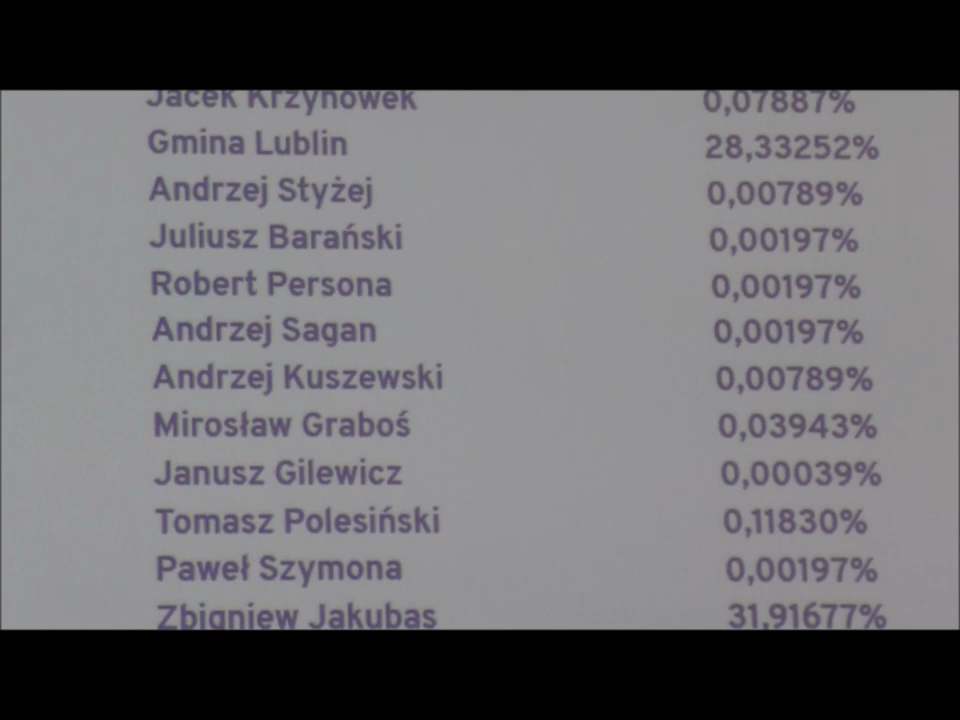 Jacek Krzynówek 0,07887%
Gmina Lublin 28,33252%
Andrzej Styżej 0,00789%
Juliusz Barański 0,00197%
Robert Persona 0,00197%
Andrzej Sagan 0,00197%
Andrzej Kuszewski 0,00789%
Mirosław Graboś 0,03943%
Janusz Gilewicz 0,00039%
Tomasz Polesiński 0,11830%
Paweł Szymona 0,00197%
Zbigniew Jakubas 31,91677%